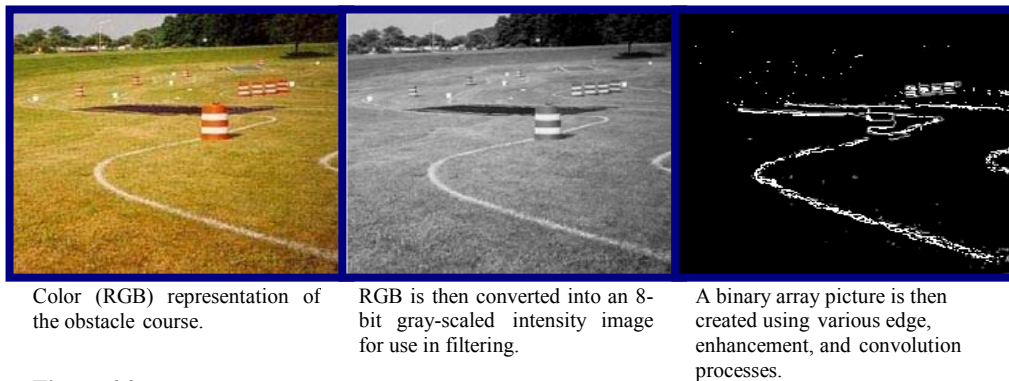 Color (RGB) representation of
the obstacle course.
RGB is then converted into an 8-
bit gray-scaled intensity image
for use in filtering.
A binary array picture is then
created using various edge,
enhancement, and convolution
processes.